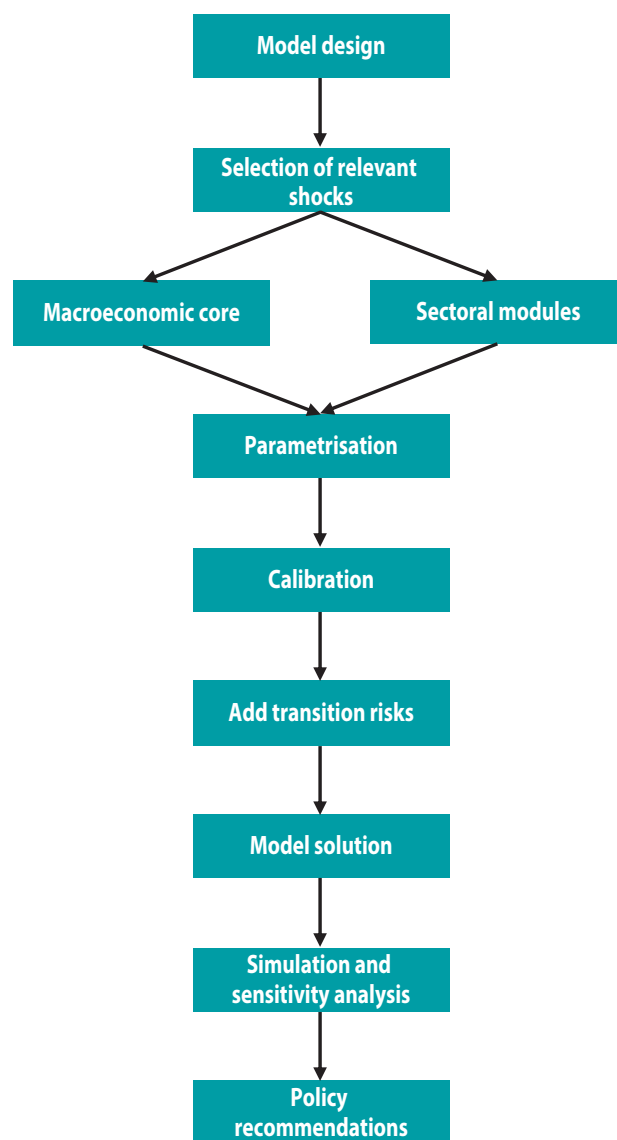 Model design
Selection of relevant
shocks
Macroeconomic core
Sectoral modules
Parametrisation
Calibration
Add transition risks
Model solution
Simulation and
sensitivity analysis
Policy
recommendations